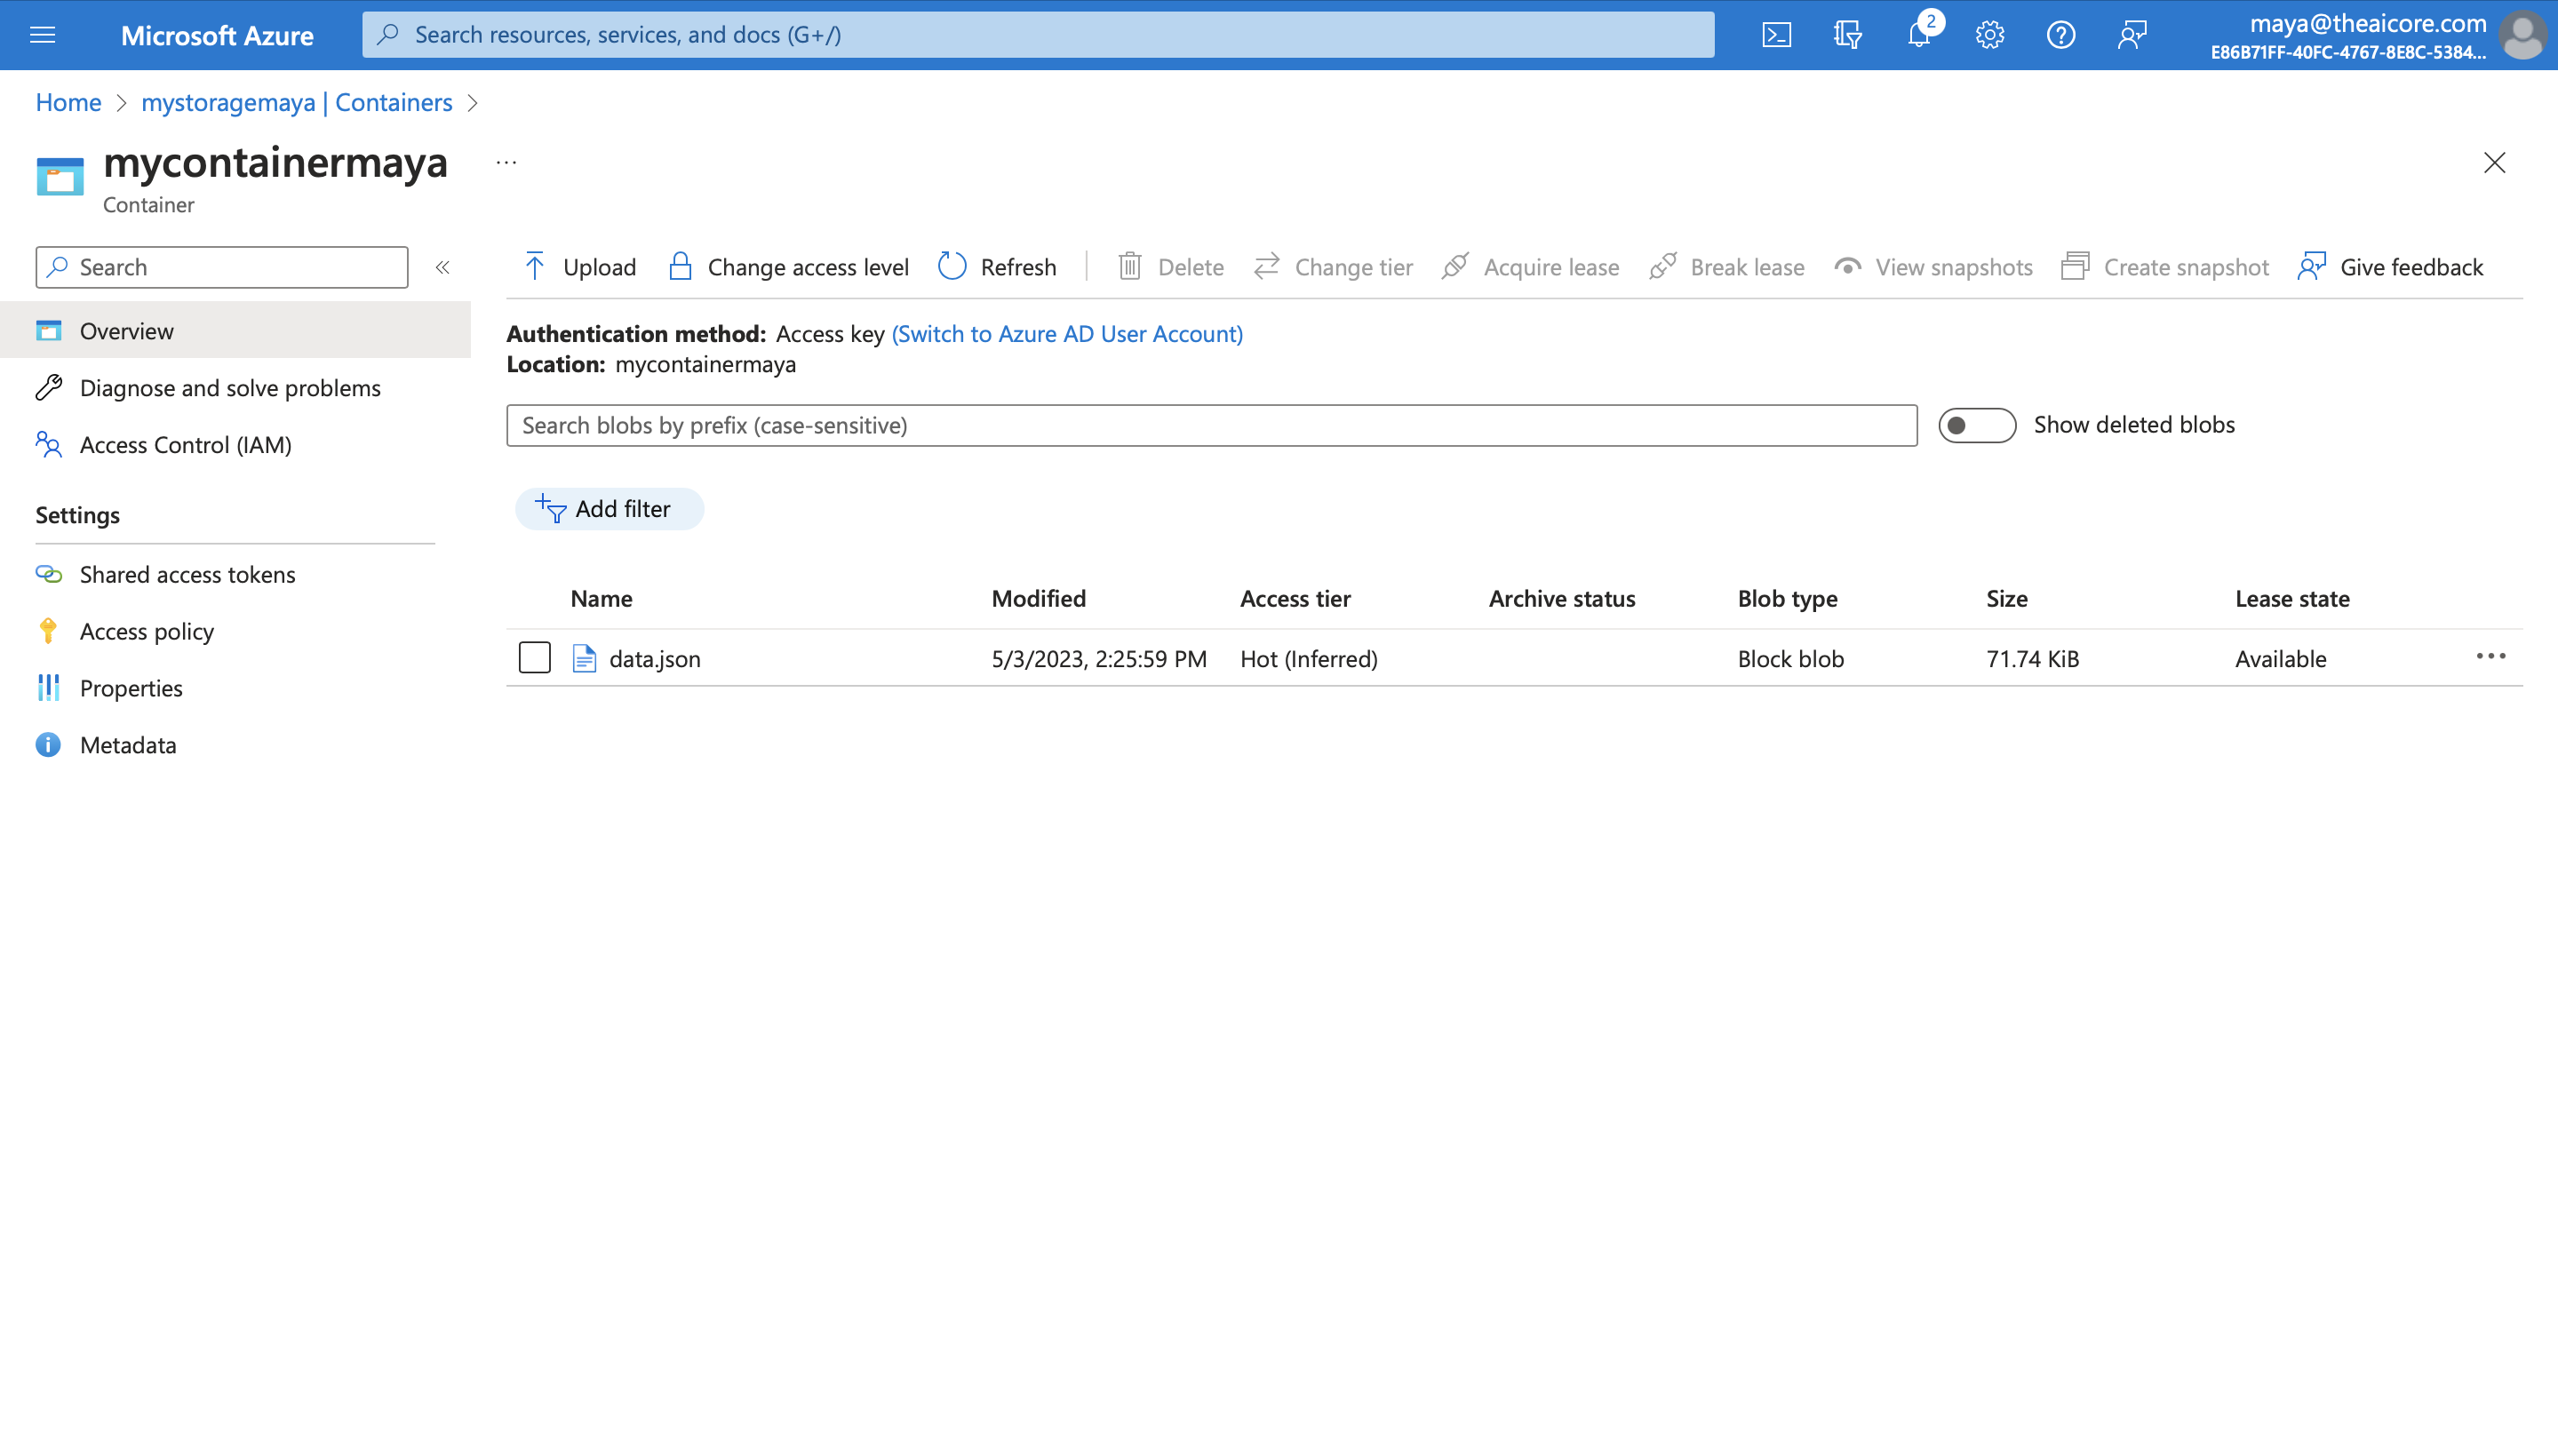 Microsoft Azure
Search resources, services, and docs (G+/)
2
maya@theaicore.com
E86B71FF-40FC-4767-8E8C-5384...
Home > mystoragemaya | Containers >
mycontainermaya ...
Container
Search
«
Upload
Change access level
Refresh
Delete
Change tier
Acquire lease
Break lease
View snapshots
Create snapshot
Give feedback
Overview
Diagnose and solve problems
Access Control (IAM)
Settings
Shared access tokens
Access policy
Properties
Metadata
Authentication method: Access key (Switch to Azure AD User Account)
Location: mycontainermaya
Search blobs by prefix (case-sensitive)
Show deleted blobs
Add filter
Name Modified Access tier Archive status Blob type Size Lease state
data.json 5/3/2023, 2:25:59 PM Hot (Inferred) Block blob 71.74 KiB Available ...